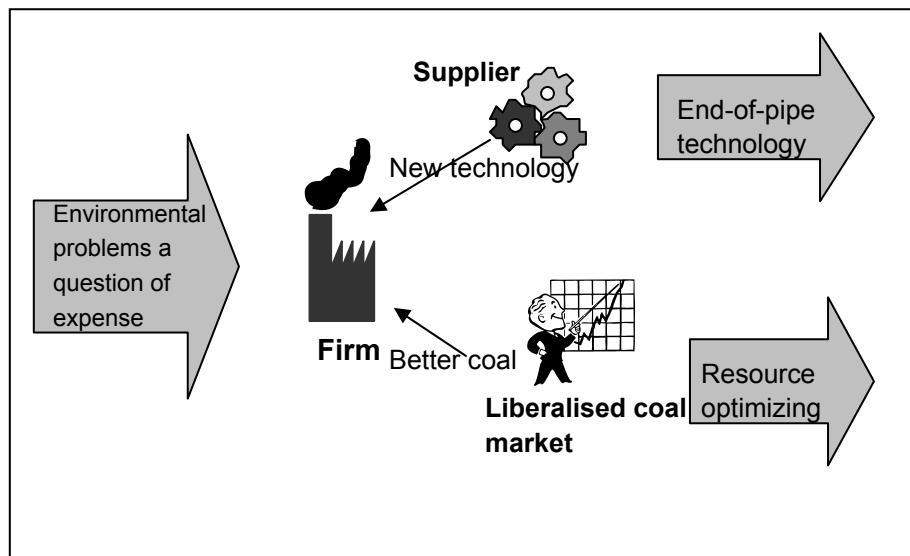 Supplier
End-of-pipe
technology
New technology
Environmental
problems a
question of
expense
Firm
Better coal
Liberalised coal
market
Resource
optimizing